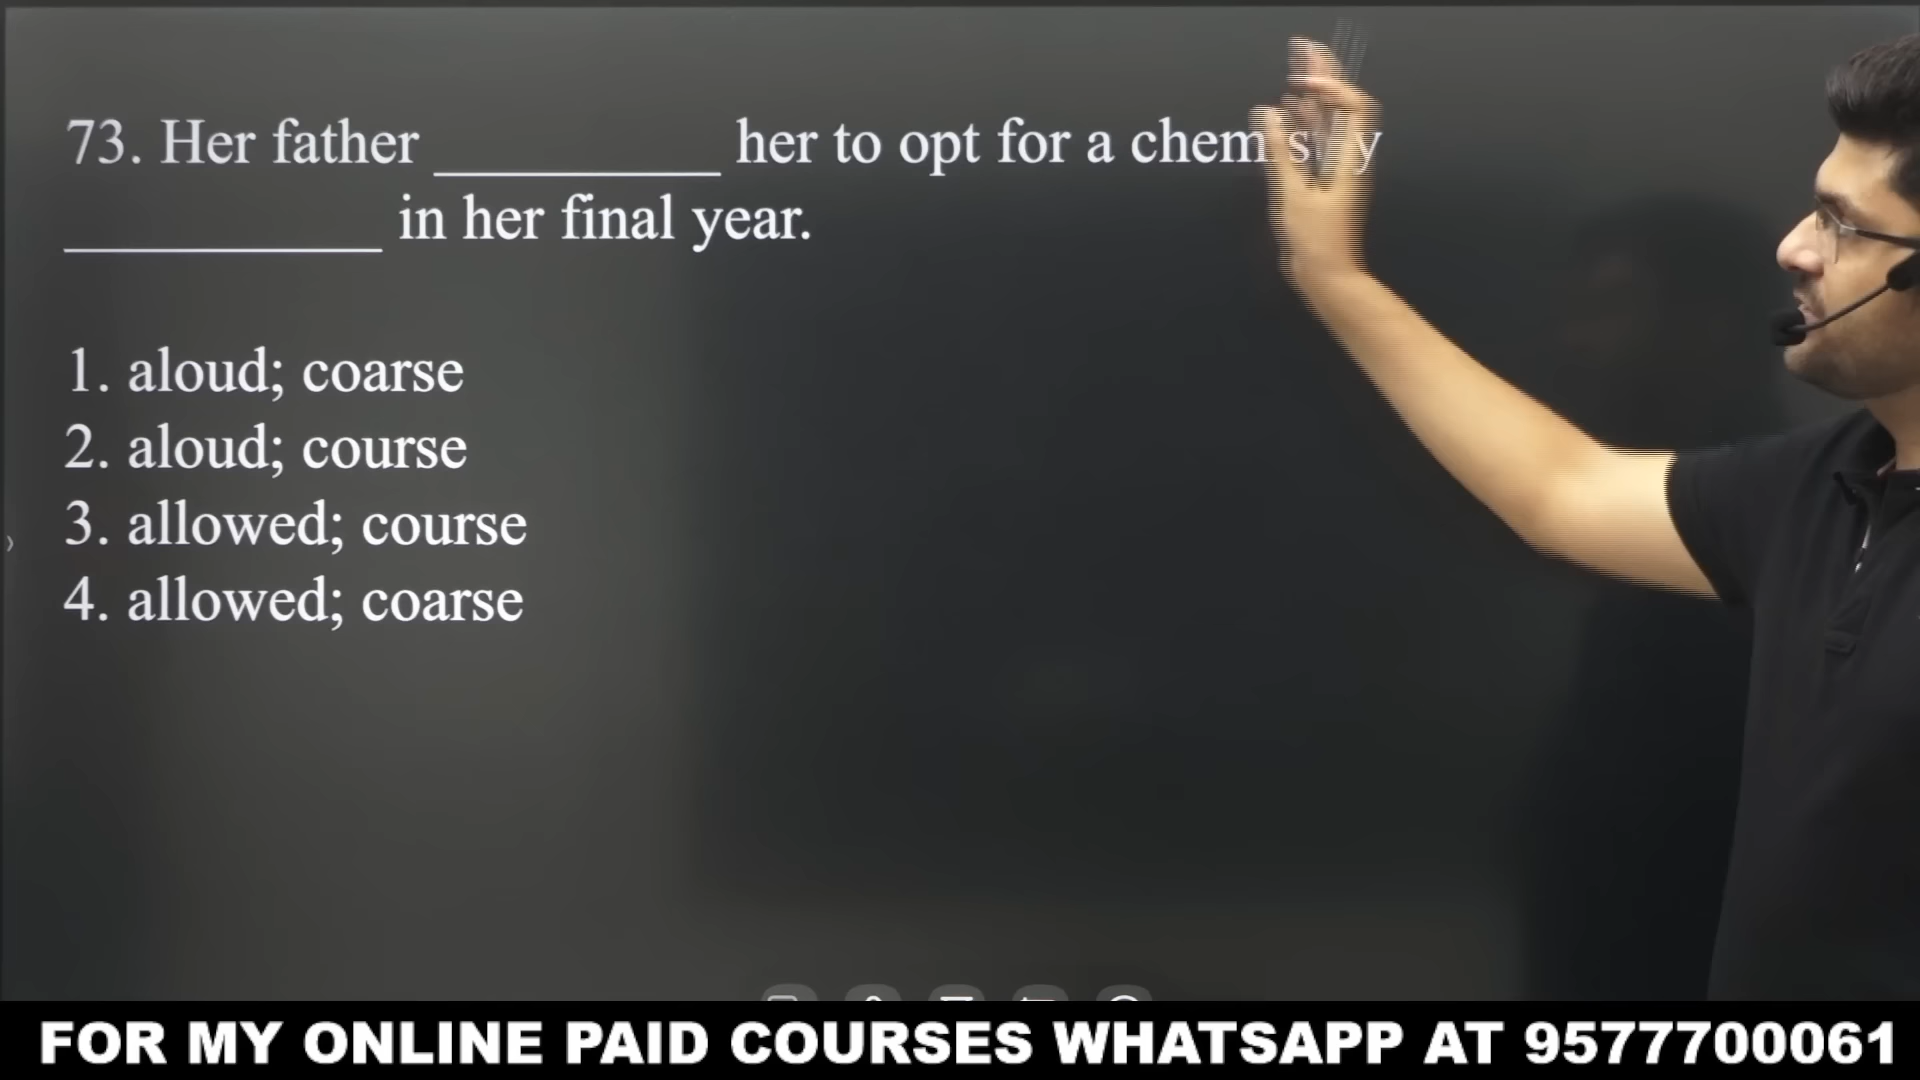 73. Her father __________ her to opt for a chemistry
___________ in her final year.
1. aloud; coarse
2. aloud; course
3. allowed; course
4. allowed; coarse
FOR MY ONLINE PAID COURSES WHATSAPP AT 9577700061